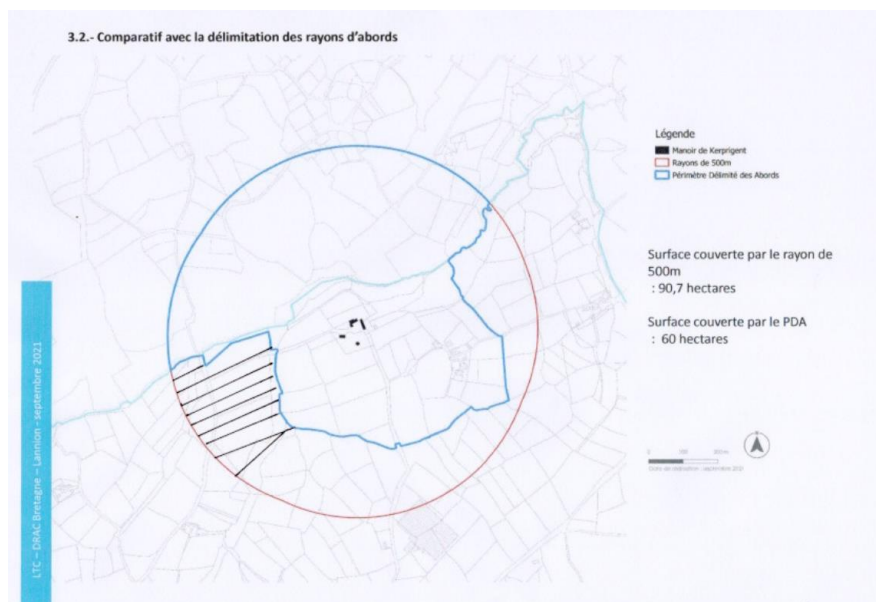 3.2.- Comparatif avec la délimitation des rayons d'abords
Légende
Manoir de Kerprigent
Rayons de 500m
Périmètre Délimité des Abords
Surface couverte par le rayon de
500m
: 90,7 hectares
Surface couverte par le PDA
: 60 hectares
LTC – DRAC Bretagne – Lannion - septembre 2021